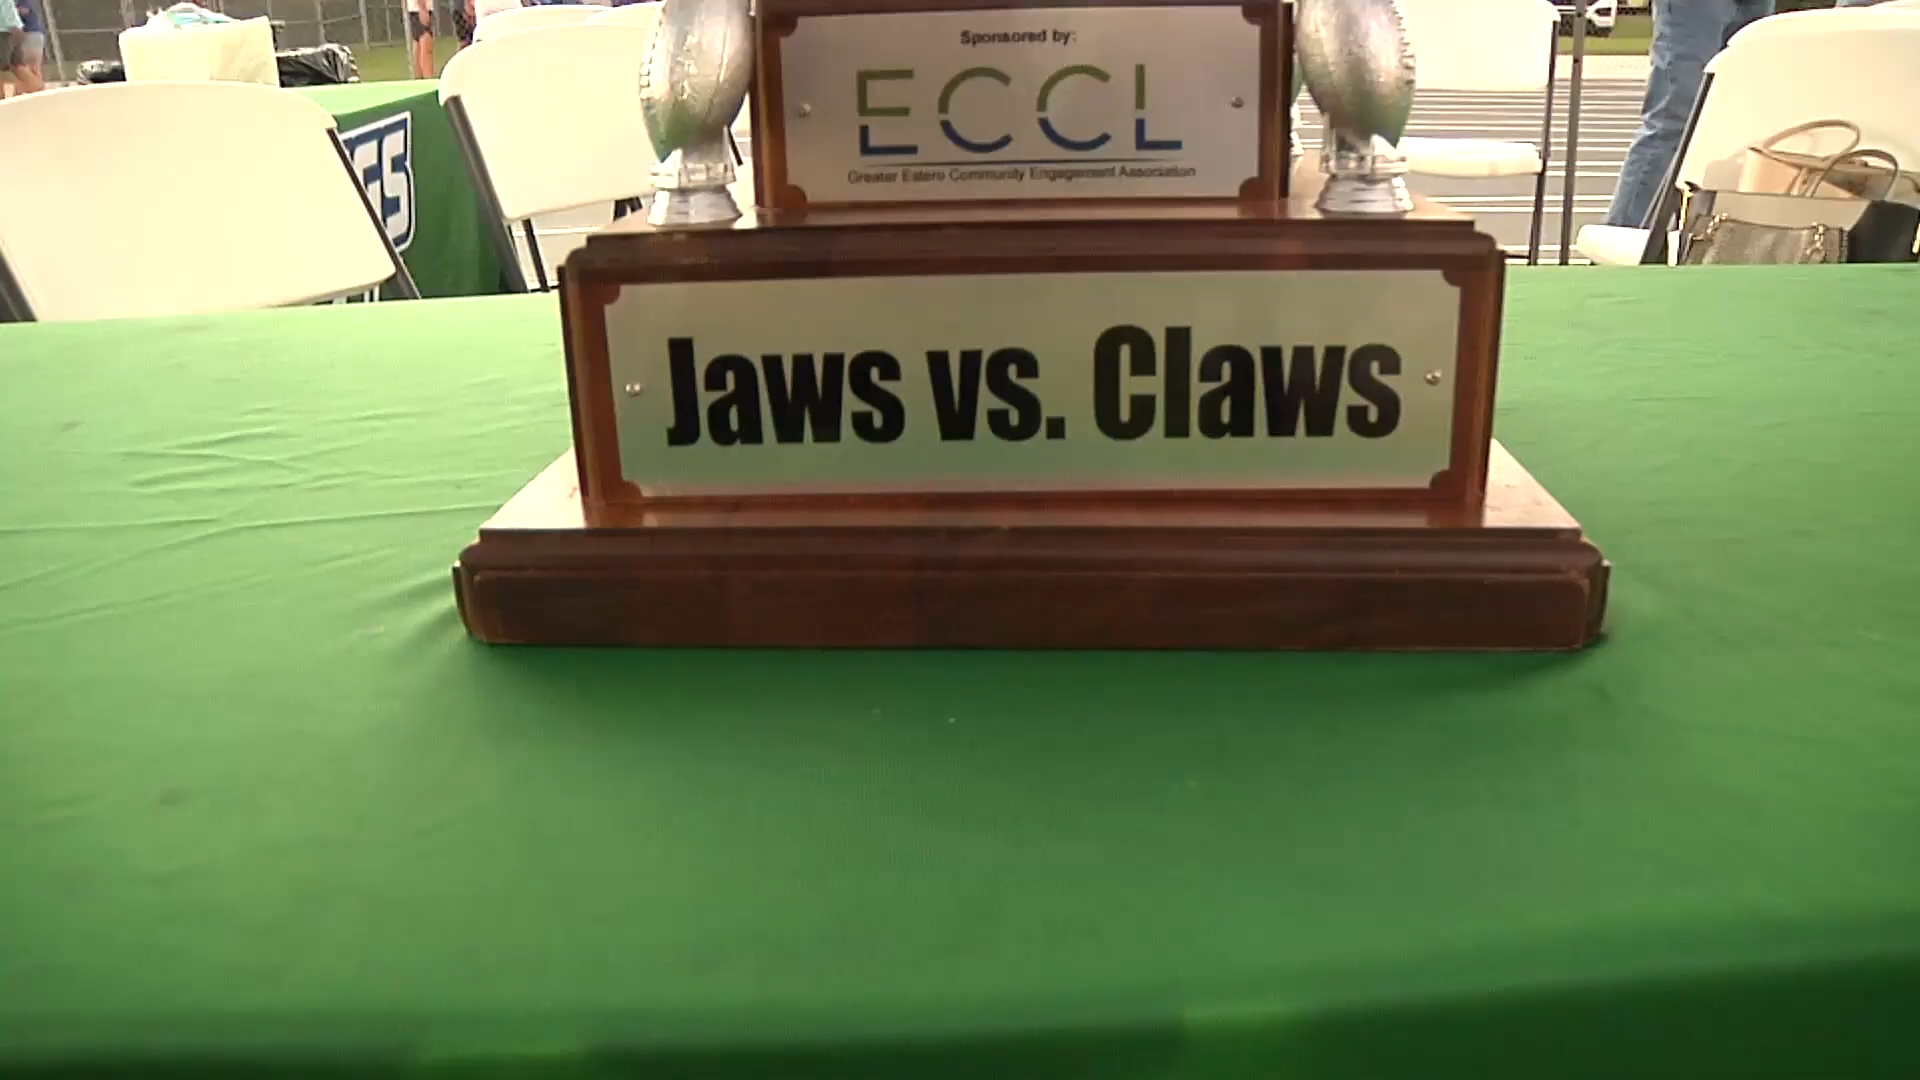 Sponsored by:
ECCL
Greater Estero Community Engagement Association
Jaws vs. Claws